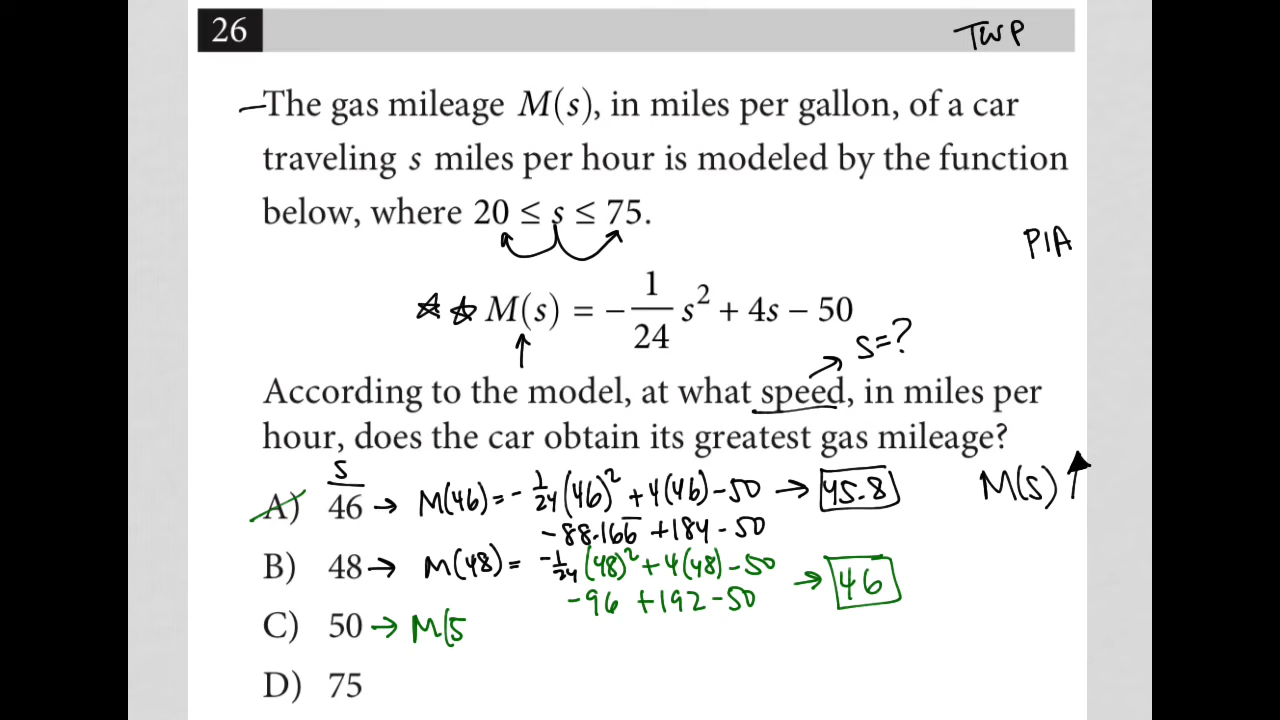 26 TWP
The gas mileage M(s), in miles per gallon, of a car
traveling s miles per hour is modeled by the function
below, where 20 ≤ s ≤ 75.
PIA
M(s) = −1/24 s² + 4s − 50
s=?
According to the model, at what speed, in miles per
hour, does the car obtain its greatest gas mileage?
s
A) 46 → M(46) = -1/24 (46)² + 4(46) - 50 → 45.8 M(s) ↑
-88.166 + 184 - 50
B) 48 → M(48) = -1/24 (48)² + 4(48) - 50 → 46
-96 + 192 - 50
C) 50 → M(5
D) 75